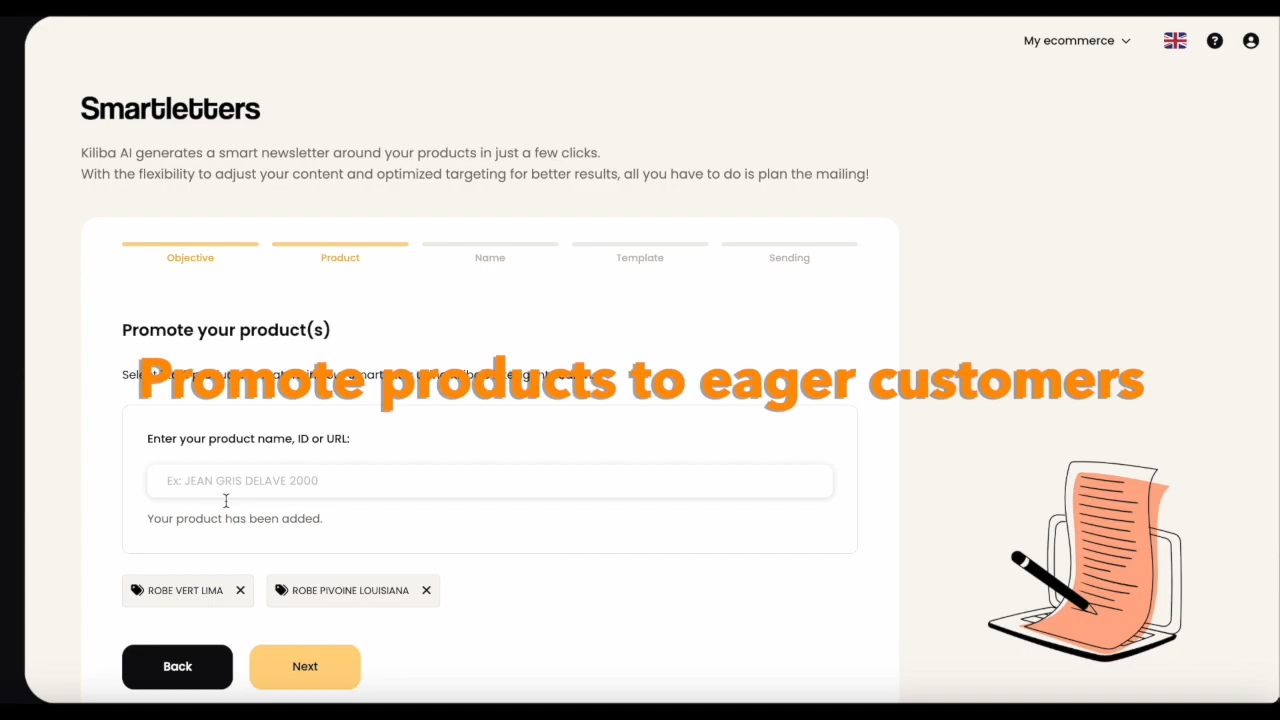 My ecommerce
?
Smartletters
Kiliba AI generates a smart newsletter around your products in just a few clicks.
With the flexibility to adjust your content and optimized targeting for better results, all you have to do is plan the mailing!
Objective Product Name Template Sending
Promote your product(s)
Promote products to eager customers
Enter your product name, ID or URL:
Ex: JEAN GRIS DELAVE 2000
Your product has been added.
ROBE VERT LIMA ROBE PIVOINE LOUISIANA
Back Next